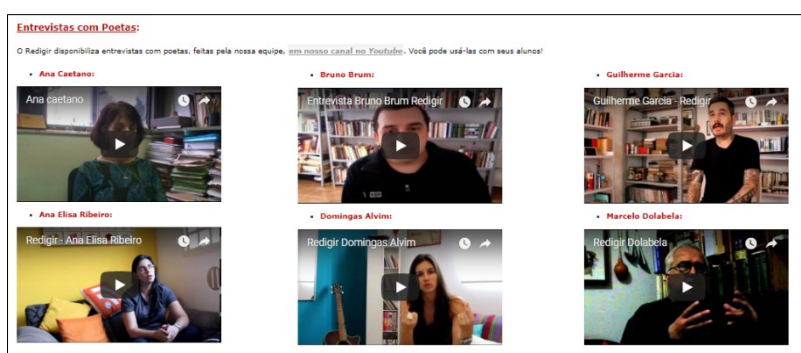 Entrevistas com Poetas:
O Redigir disponibiliza entrevistas com poetas, feitas pela nossa equipe, em nosso canal no Youtube. Você pode usá-las com seus alunos!
• Ana Caetano:
• Bruno Brum:
• Guilherme Garcia:
Ana caetano
Entrevista Bruno Brum Redigir
Guilherme Garcia - Redigir
• Ana Elisa Ribeiro:
• Domingas Alvim:
• Marcelo Dolabela:
Redigir - Ana Elisa Ribeiro
Redigir Domingas Alvim
Redigir Dolabela